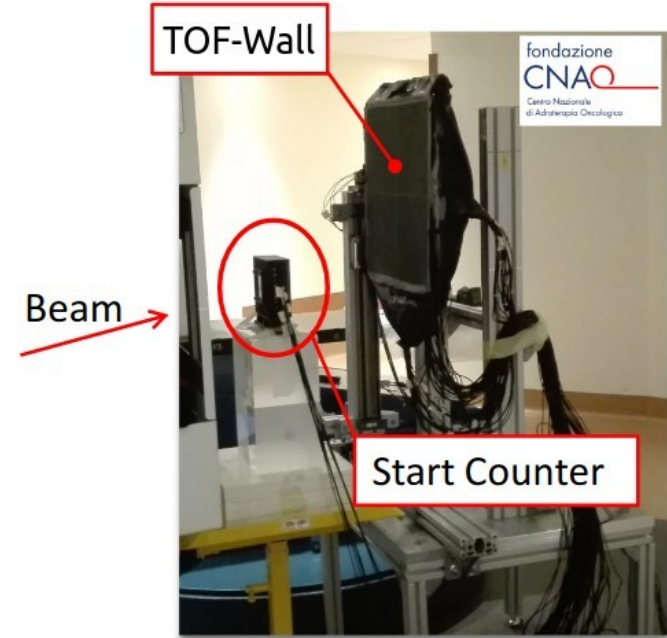 TOF-Wall
fondazione
CNAO
Centro Nazionale
di Adroterapia Oncologica
Beam
Start Counter